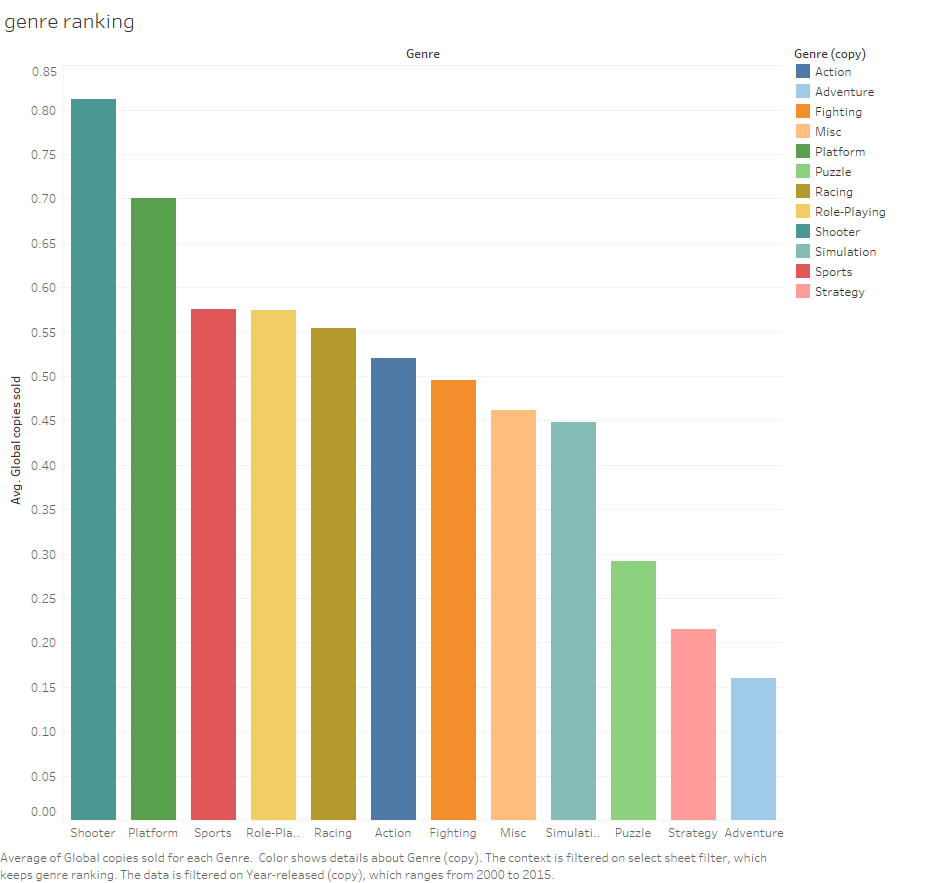 genre ranking
Genre
Genre (copy)
Action
Adventure
Fighting
Misc
Platform
Puzzle
Racing
Role-Playing
Shooter
Simulation
Sports
Strategy
Avg. Global copies sold
0.85
0.80
0.75
0.70
0.65
0.60
0.55
0.50
0.45
0.40
0.35
0.30
0.25
0.20
0.15
0.10
0.05
0.00
Shooter Platform Sports Role-Pla.. Racing Action Fighting Misc Simulati.. Puzzle Strategy Adventure
Average of Global copies sold for each Genre. Color shows details about Genre (copy). The context is filtered on select sheet filter, which
keeps genre ranking. The data is filtered on Year-released (copy), which ranges from 2000 to 2015.